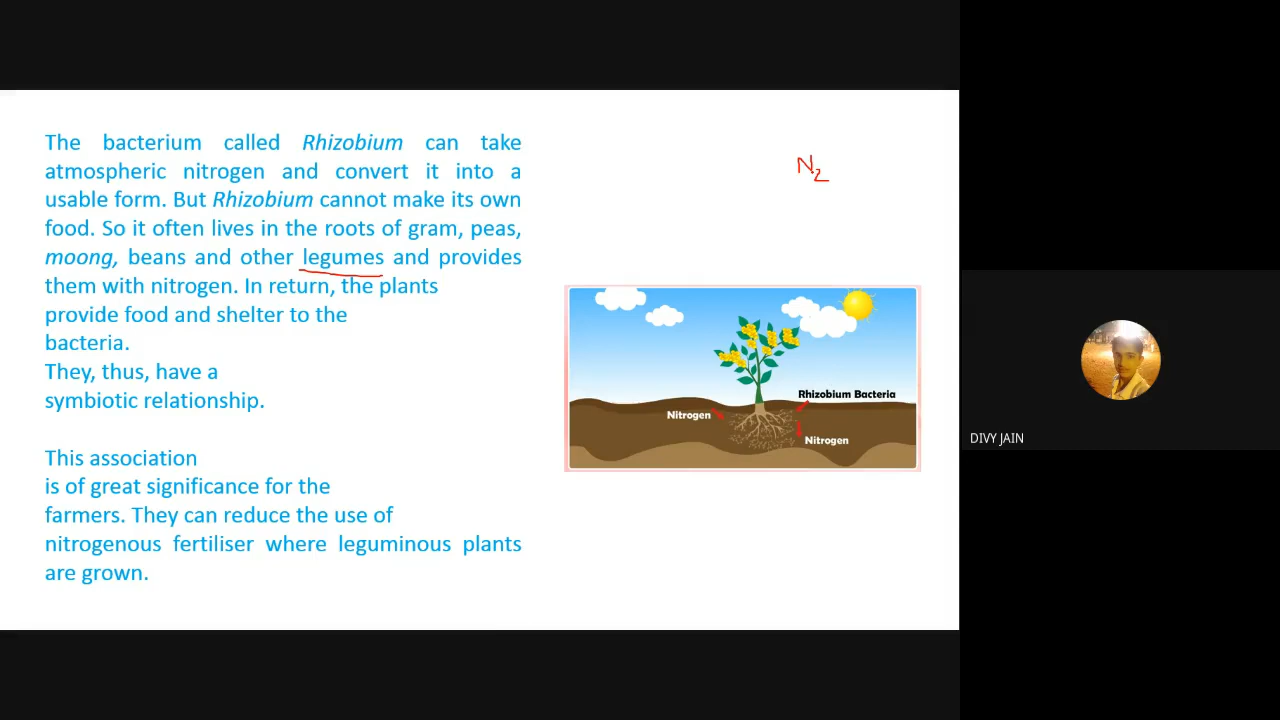 The bacterium called Rhizobium can take
atmospheric nitrogen and convert it into a
usable form. But Rhizobium cannot make its own
food. So it often lives in the roots of gram, peas,
moong, beans and other legumes and provides
them with nitrogen. In return, the plants
provide food and shelter to the
bacteria.
They, thus, have a
symbiotic relationship.
This association
is of great significance for the
farmers. They can reduce the use of
nitrogenous fertiliser where leguminous plants
are grown.
N2
Rhizobium Bacteria
Nitrogen
Nitrogen
DIVY JAIN